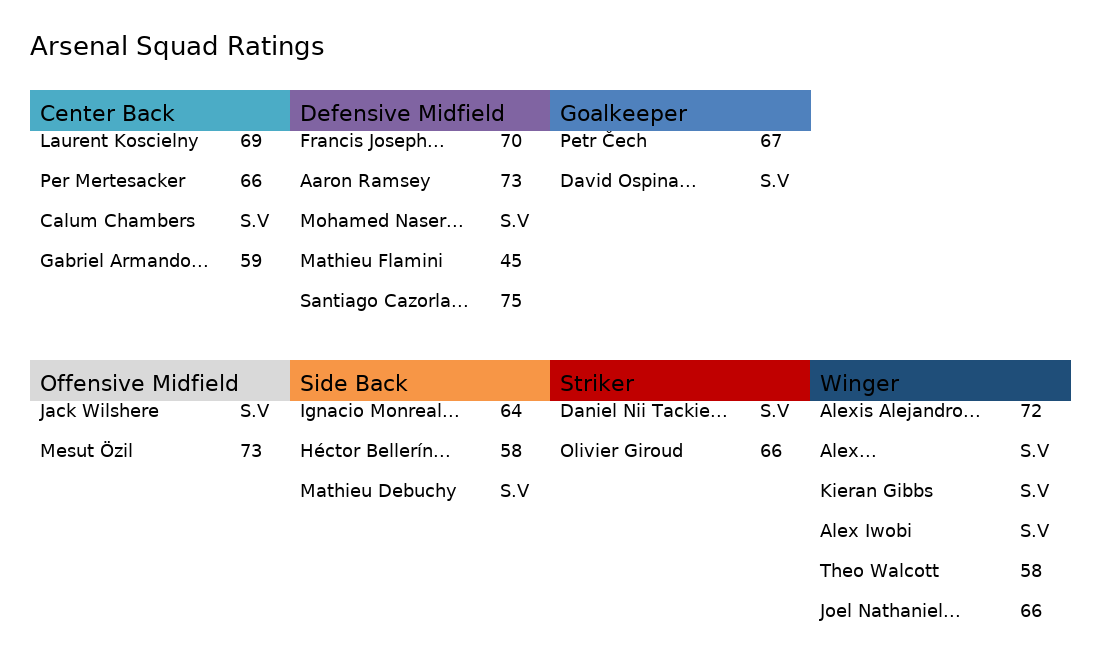 Arsenal Squad Ratings
Center Back Defensive Midfield Goalkeeper
Laurent Koscielny 69 Francis Joseph… 70 Petr Čech 67
Per Mertesacker 66 Aaron Ramsey 73 David Ospina… S.V
Calum Chambers S.V Mohamed Naser… S.V
Gabriel Armando… 59 Mathieu Flamini 45
Santiago Cazorla… 75
Offensive Midfield Side Back Striker Winger
Jack Wilshere S.V Ignacio Monreal… 64 Daniel Nii Tackie… S.V Alexis Alejandro… 72
Mesut Özil 73 Héctor Bellerín… 58 Olivier Giroud 66 Alex… S.V
Mathieu Debuchy S.V Kieran Gibbs S.V
Alex Iwobi S.V
Theo Walcott 58
Joel Nathaniel… 66